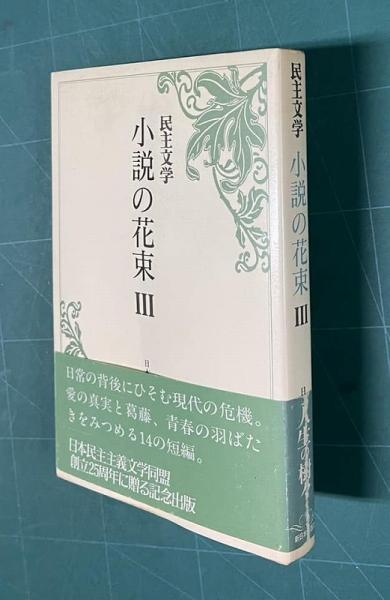 民主文学
小説の花束 III
日
日常の背後にひそむ現代の危機。
愛の真実と葛藤、青春の羽ばた
きをみつめる14の短編。
日本民主主義文学同盟
創立25周年に贈る記念出版
民主文学
小説の花束 III
日
人生の